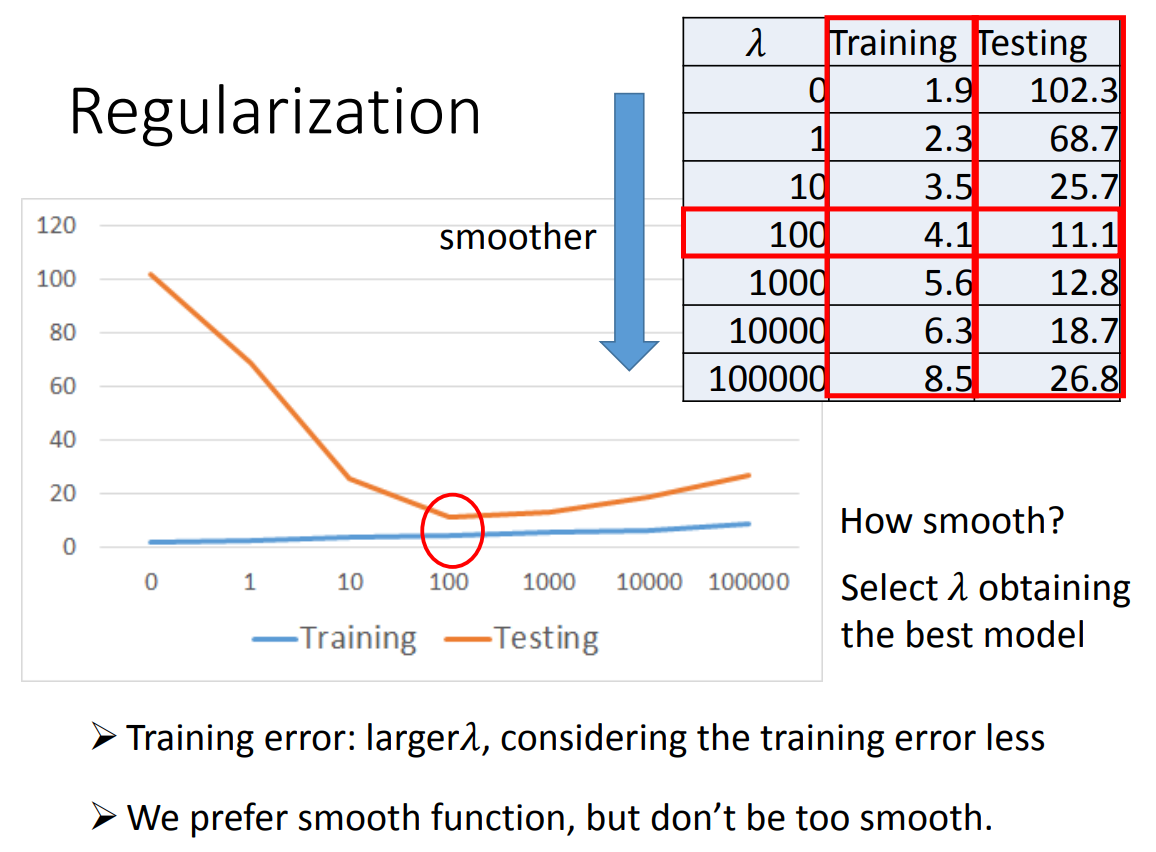 Regularization
λ Training Testing
0 1.9 102.3
1 2.3 68.7
10 3.5 25.7
100 4.1 11.1
1000 5.6 12.8
10000 6.3 18.7
100000 8.5 26.8
smoother
120
100
80
60
40
20
0
0 1 10 100 1000 10000 100000
Training Testing
How smooth?
Select λ obtaining
the best model
➢ Training error: largerλ, considering the training error less
➢ We prefer smooth function, but don’t be too smooth.